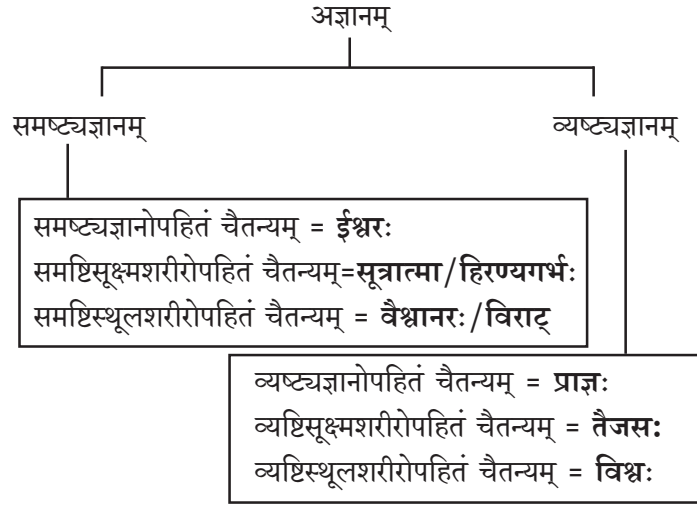 अज्ञानम्
समष्ट्यज्ञानम्
व्यष्ट्यज्ञानम्
समष्ट्यज्ञानोपहितं चैतन्यम् = ईश्वरः
समष्टिसूक्ष्मशरीरोपहितं चैतन्यम्=सूत्रात्मा/हिरण्यगर्भः
समष्टिस्थूलशरीरोपहितं चैतन्यम् = वैश्वानरः/विराट्
व्यष्ट्यज्ञानोपहितं चैतन्यम् = प्राज्ञः
व्यष्टिसूक्ष्मशरीरोपहितं चैतन्यम् = तैजसः
व्यष्टिस्थूलशरीरोपहितं चैतन्यम् = विश्वः